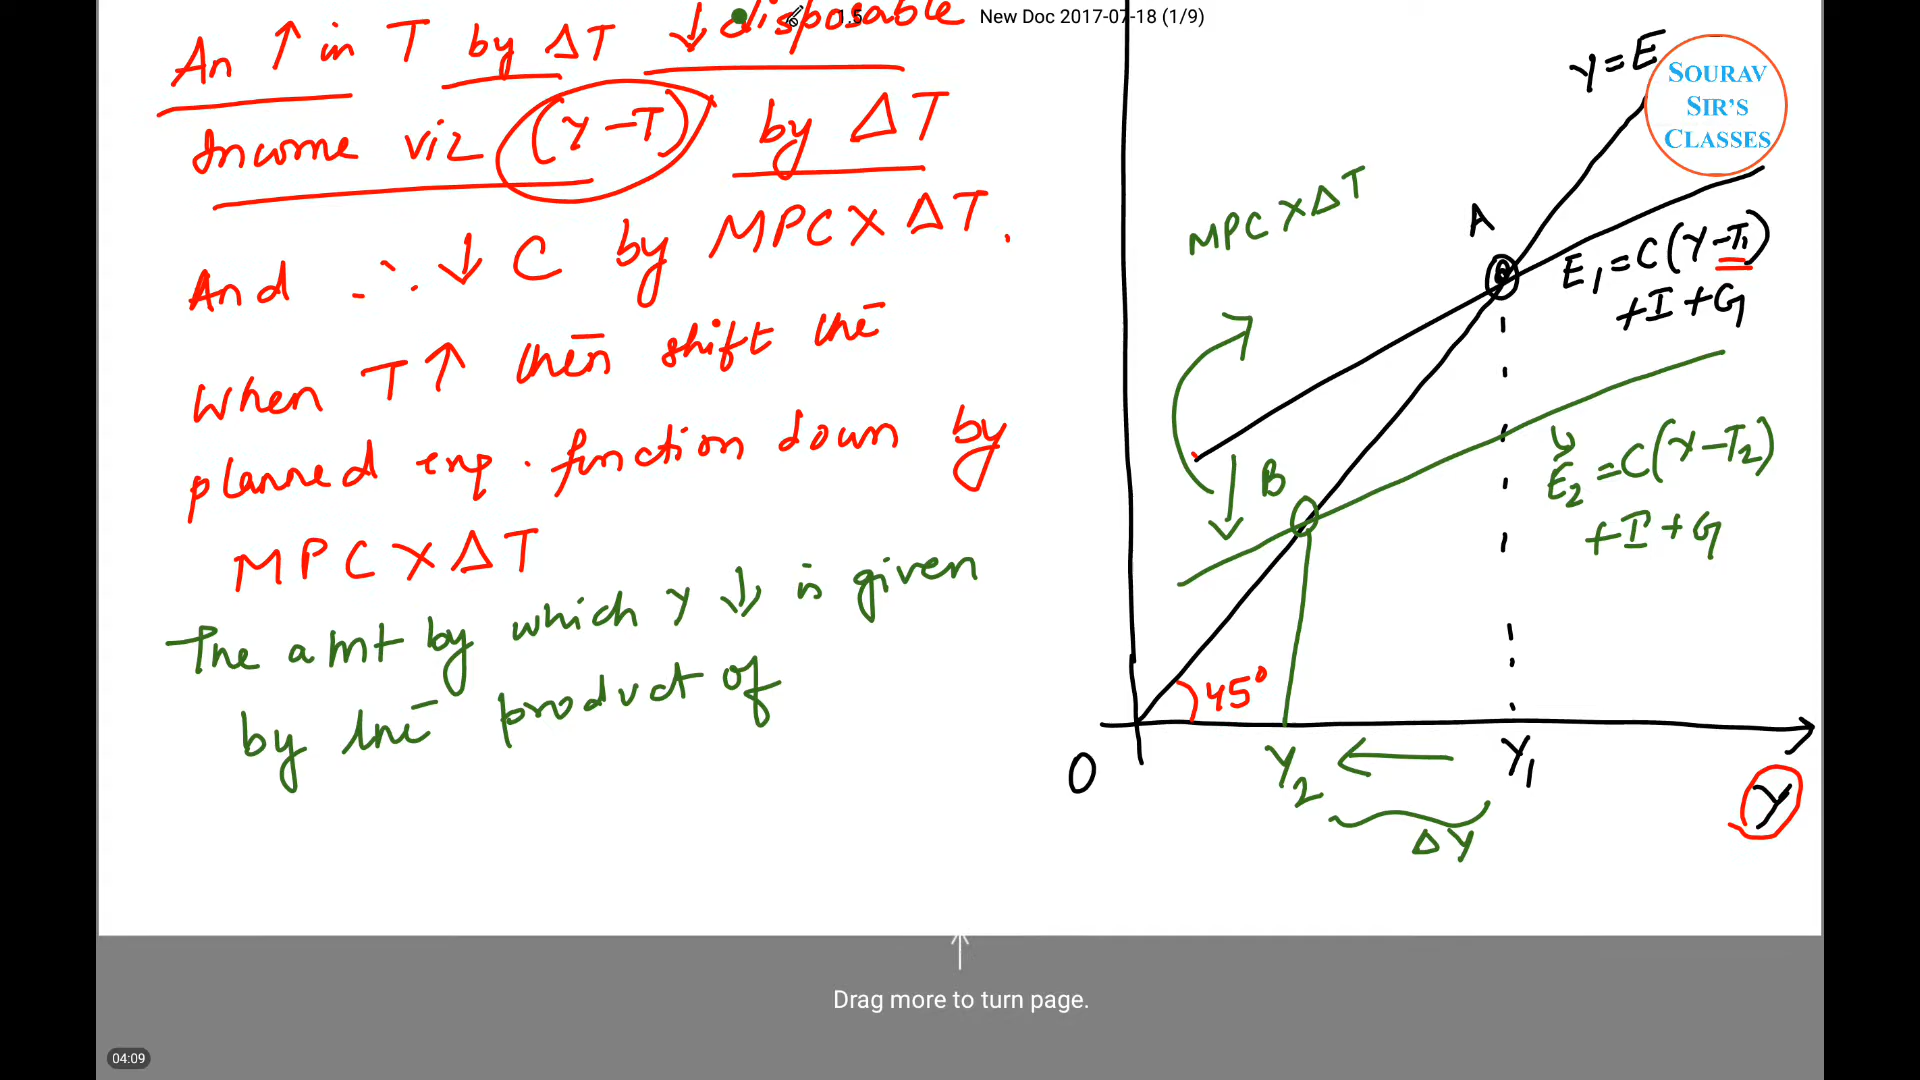 New Doc 2017-07-18 (1/9)
1.5
An ↑ in T by ΔT ↓ disposable
Income viz (Y-T) by ΔT
And ∴ ↓ C by MPC X ΔT.
When T ↑ then shift the
planned exp. function down by
MPC X ΔT
The amt by which Y ↓ is given
by the product of
Y=E
SOURAV
SIR'S
CLASSES
MPC X ΔT
A
E₁=C(Y-T₁)
+I+G
B
E₂=C(Y-T₂)
+I+G
45°
O
Y₂ ← Y₁
Y
ΔY
Drag more to turn page.
04:09